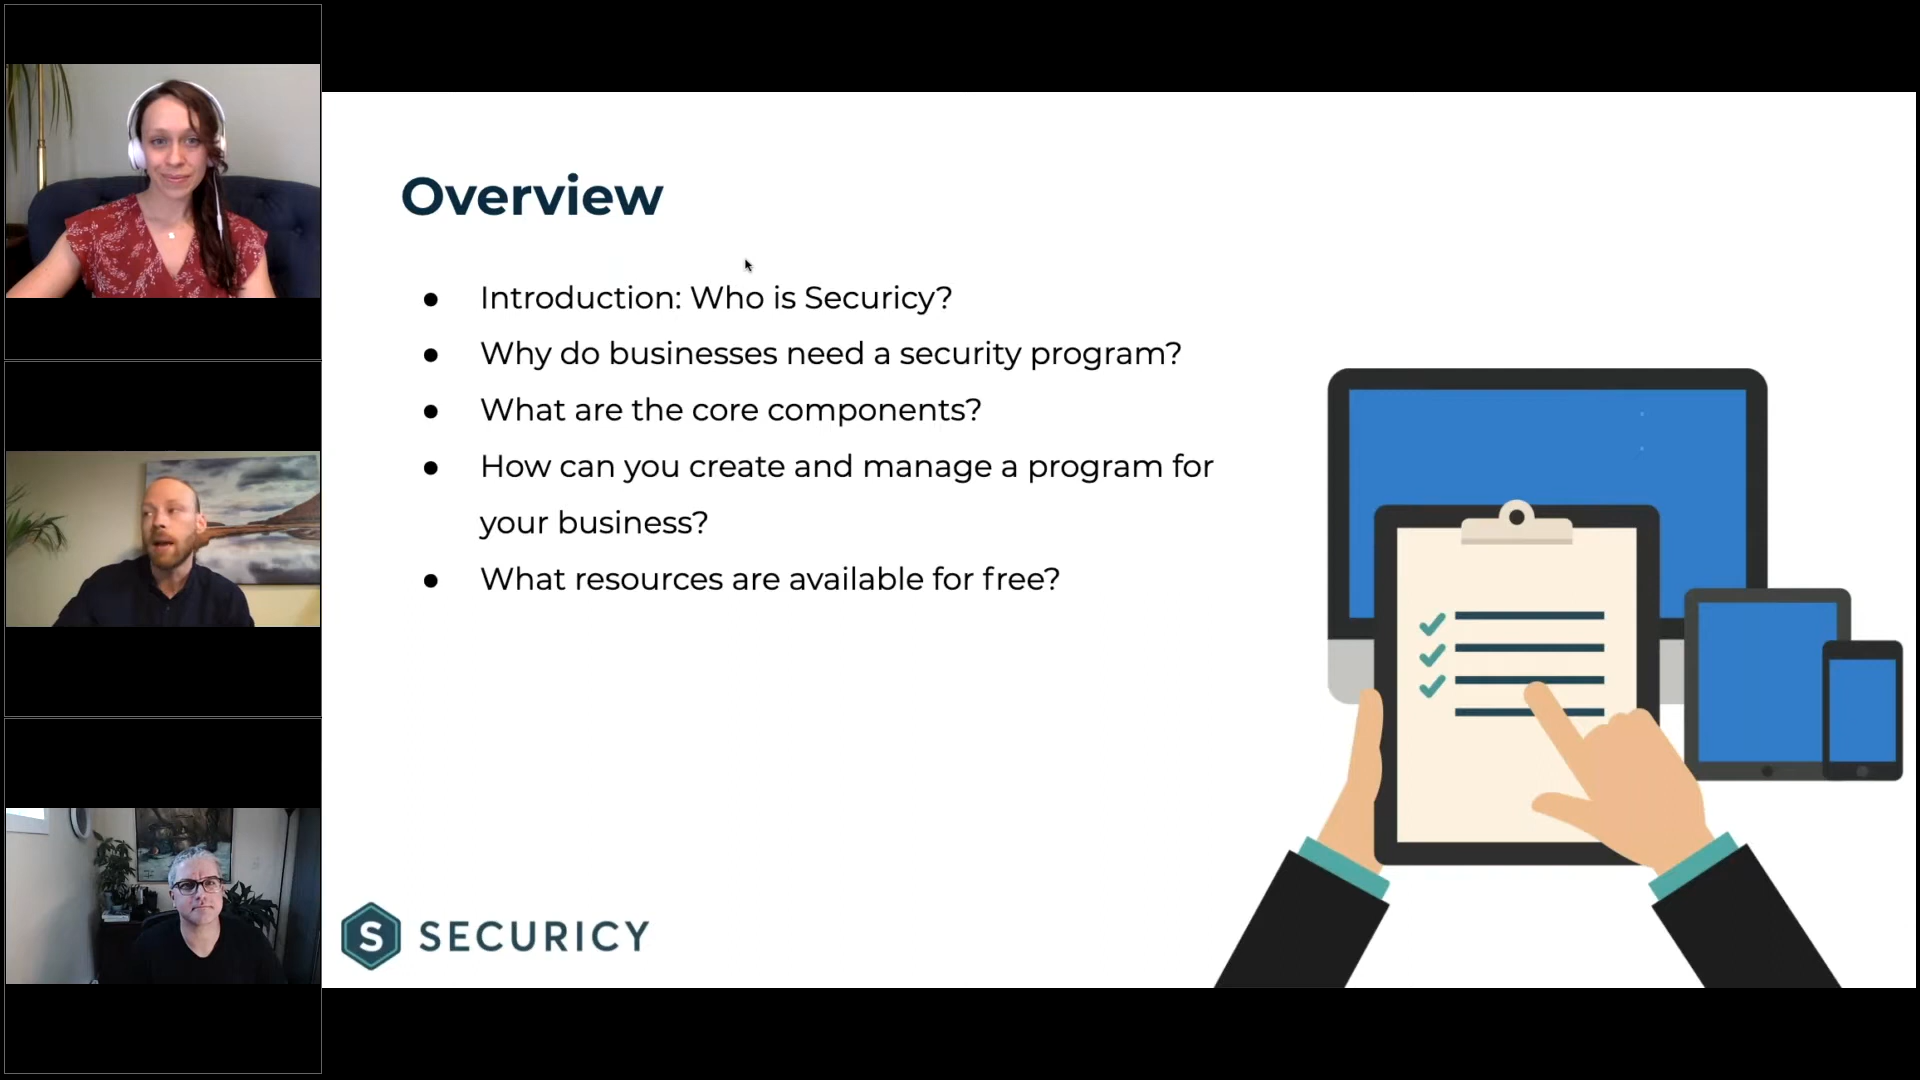 Overview
● Introduction: Who is Securicy?
● Why do businesses need a security program?
● What are the core components?
● How can you create and manage a program for
your business?
● What resources are available for free?
S SECURICY